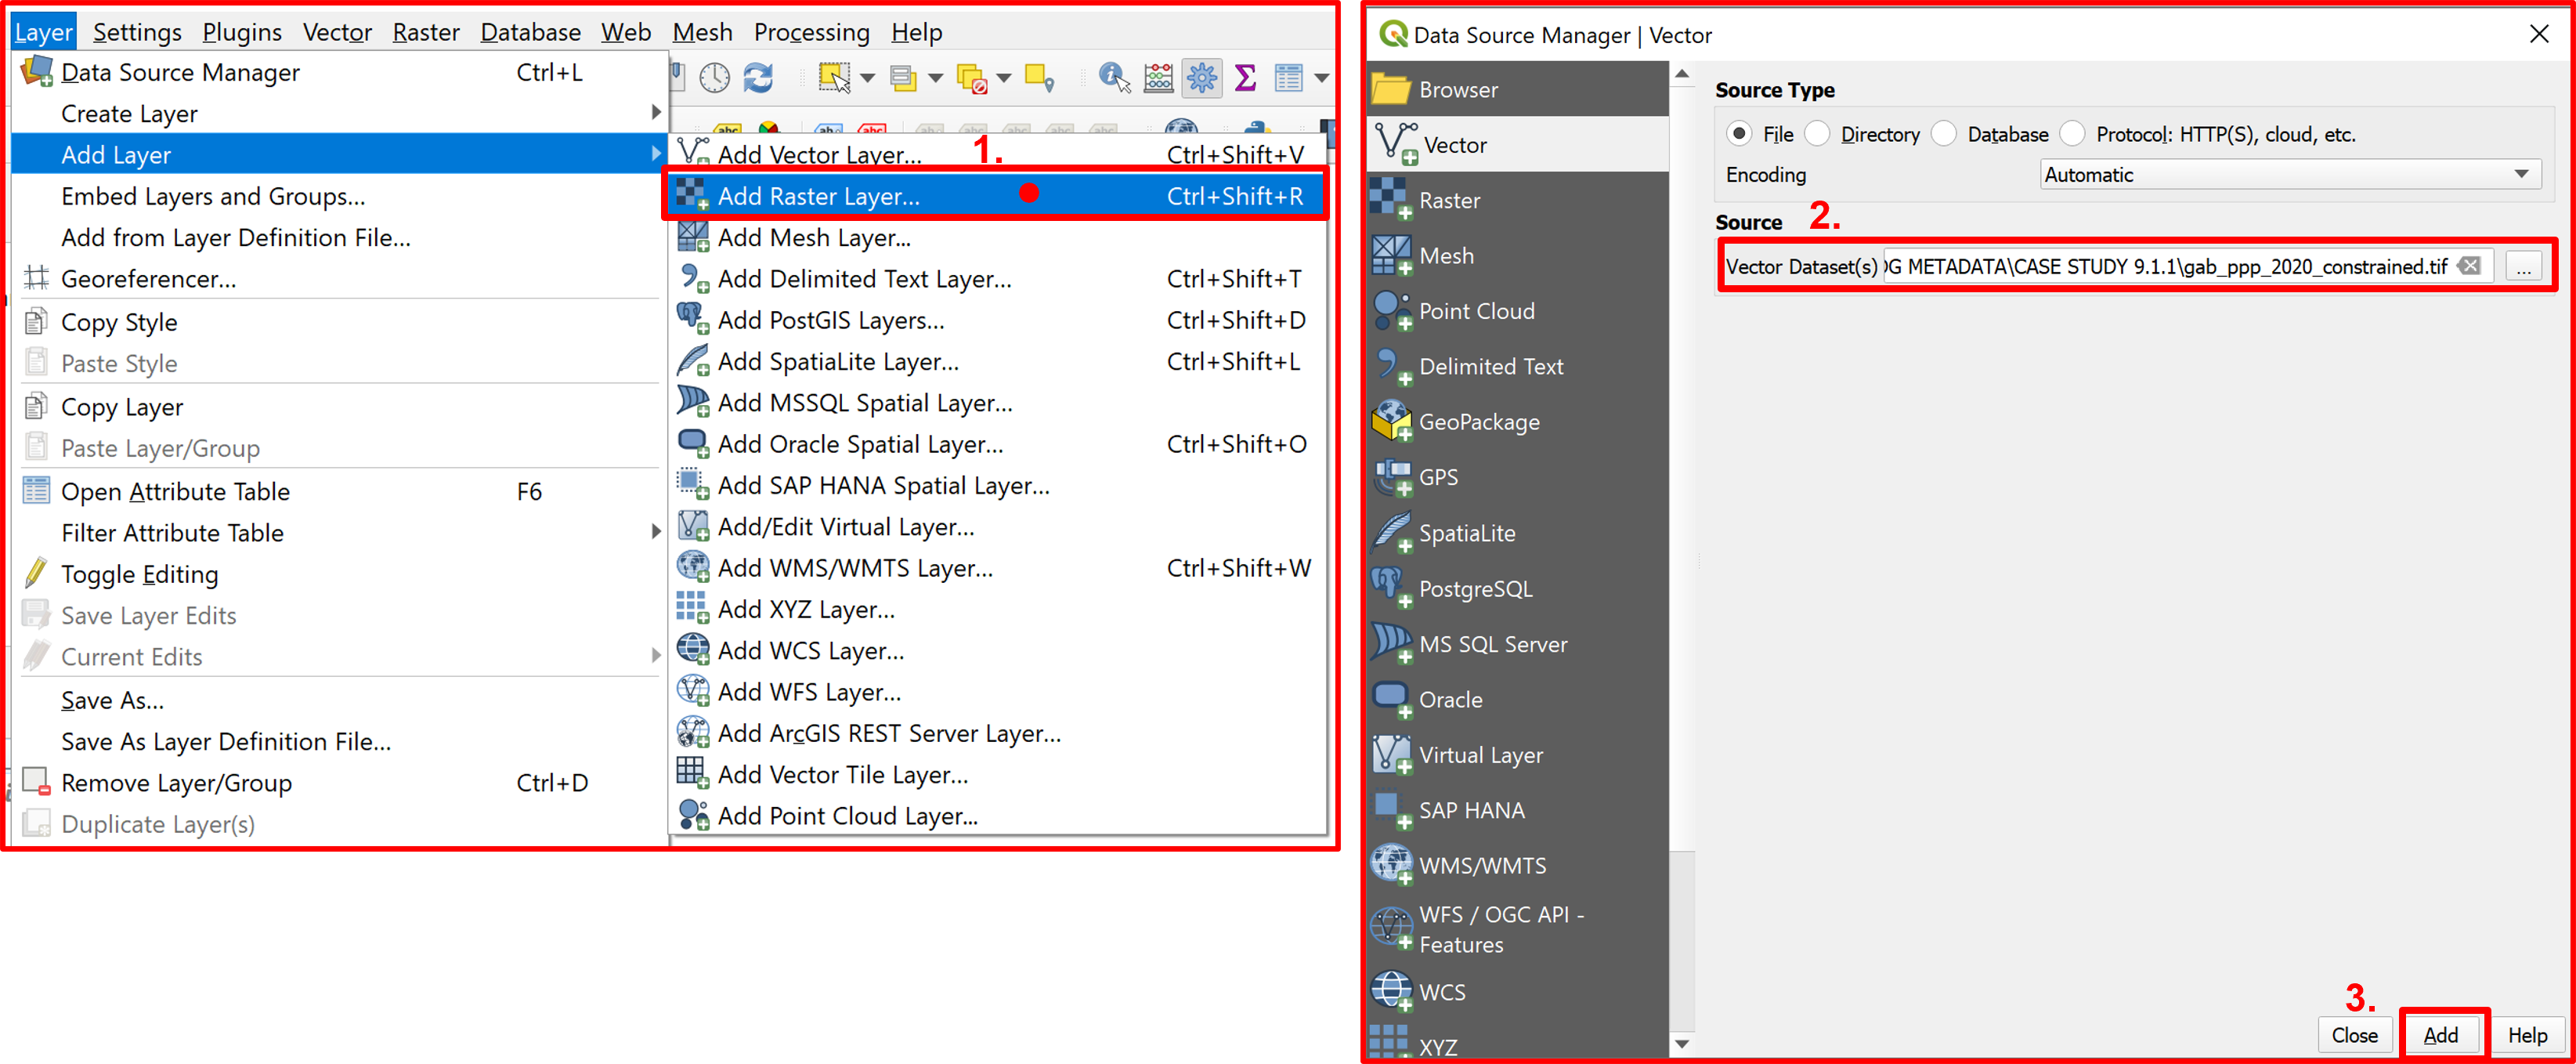 Layer Settings Plugins Vector Raster Database Web Mesh Processing Help
Data Source Manager Ctrl+L
Create Layer
Add Layer
Embed Layers and Groups...
Add from Layer Definition File...
Georeferencer...
Copy Style
Paste Style
Copy Layer
Paste Layer/Group
Open Attribute Table F6
Filter Attribute Table
Toggle Editing
Save Layer Edits
Current Edits
Save As...
Save As Layer Definition File...
Remove Layer/Group Ctrl+D
Duplicate Layer(s)
1.
Add Vector Layer... Ctrl+Shift+V
Add Raster Layer... Ctrl+Shift+R
Add Mesh Layer...
Add Delimited Text Layer... Ctrl+Shift+T
Add PostGIS Layers... Ctrl+Shift+D
Add SpatiaLite Layer... Ctrl+Shift+L
Add MSSQL Spatial Layer...
Add Oracle Spatial Layer... Ctrl+Shift+O
Add SAP HANA Spatial Layer...
Add/Edit Virtual Layer...
Add WMS/WMTS Layer... Ctrl+Shift+W
Add XYZ Layer...
Add WCS Layer...
Add WFS Layer...
Add ArcGIS REST Server Layer...
Add Vector Tile Layer...
Add Point Cloud Layer...
Data Source Manager | Vector
Browser
Vector
Raster
Mesh
Point Cloud
Delimited Text
GeoPackage
GPS
SpatiaLite
PostgreSQL
MS SQL Server
Oracle
Virtual Layer
SAP HANA
WMS/WMTS
WFS / OGC API -
Features
WCS
XYZ
Source Type
File Directory Database Protocol: HTTP(S), cloud, etc.
Encoding Automatic
Source 2.
Vector Dataset(s) METADATA\CASE STUDY 9.1.1\gab_ppp_2020_constrained.tif ...
3.
Close Add Help